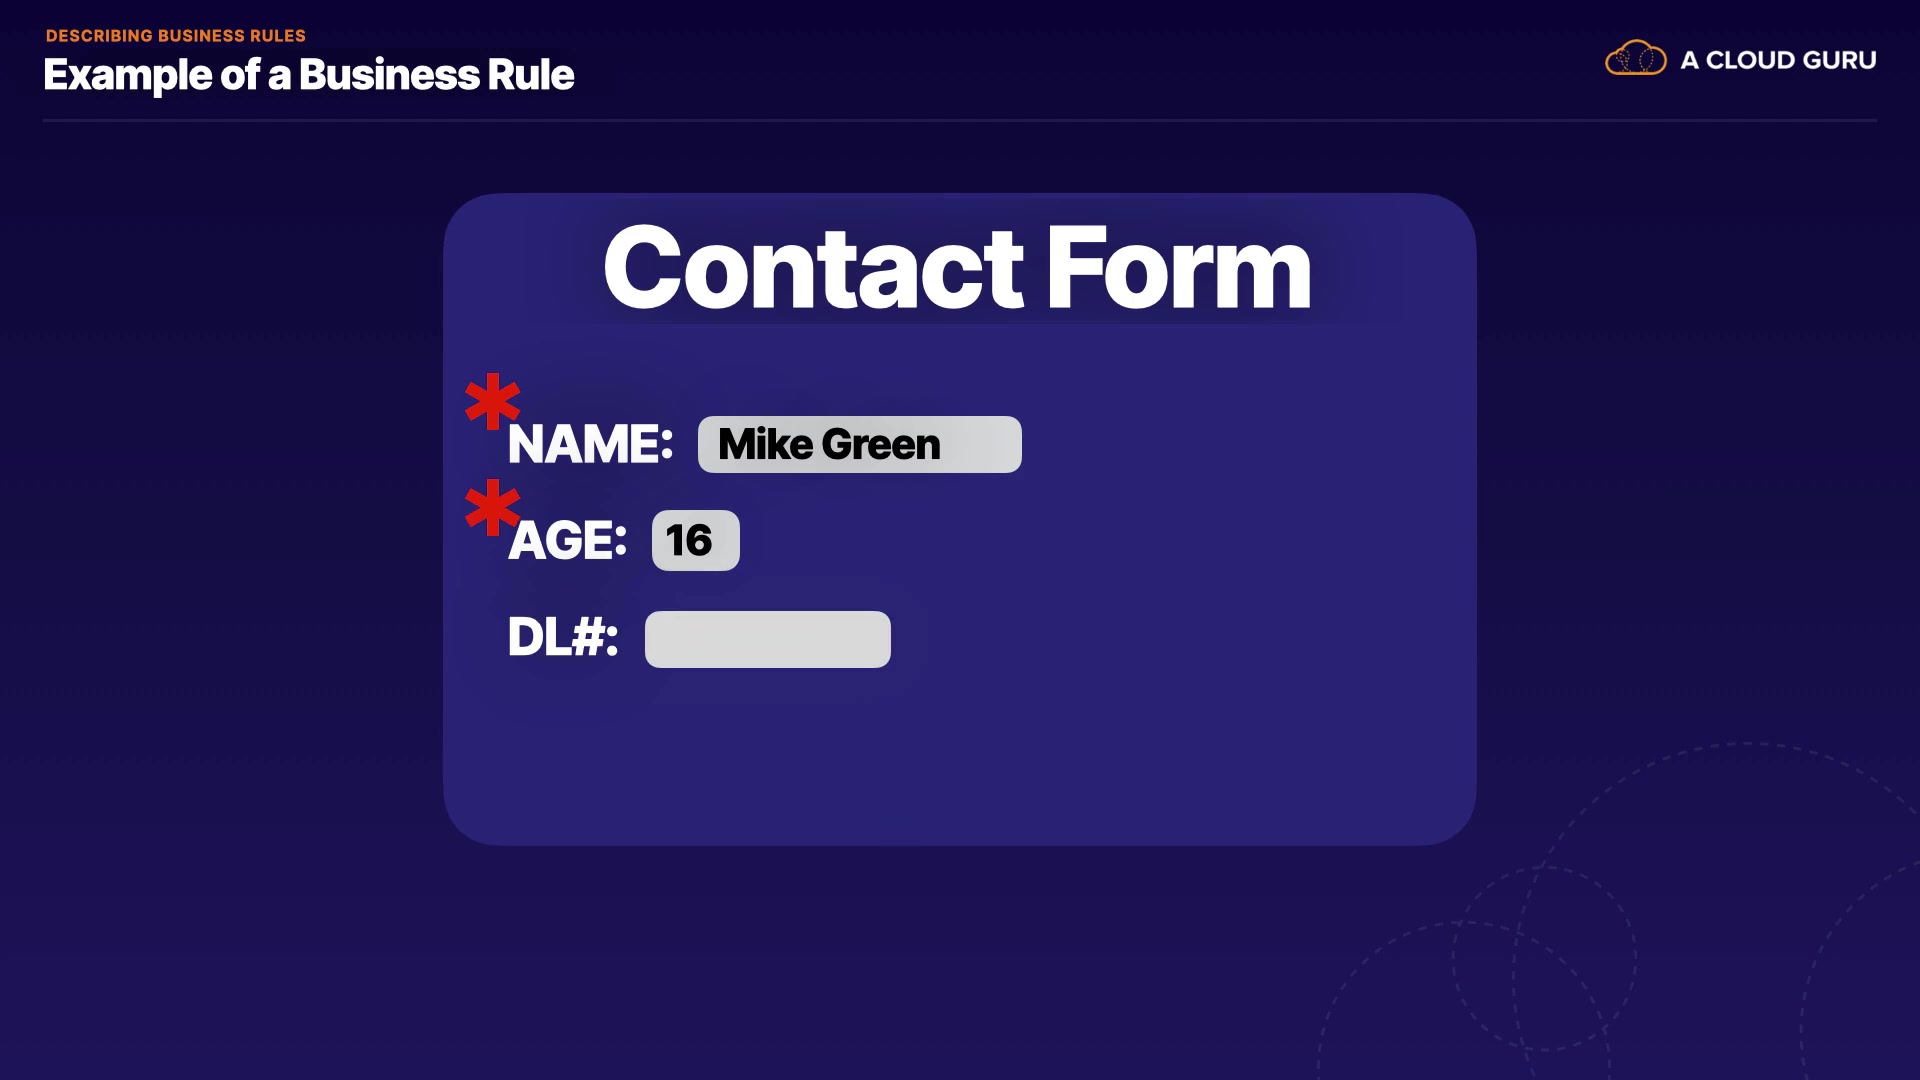 DESCRIBING BUSINESS RULES
Example of a Business Rule
A CLOUD GURU
Contact Form
* NAME: Mike Green
* AGE: 16
DL#: